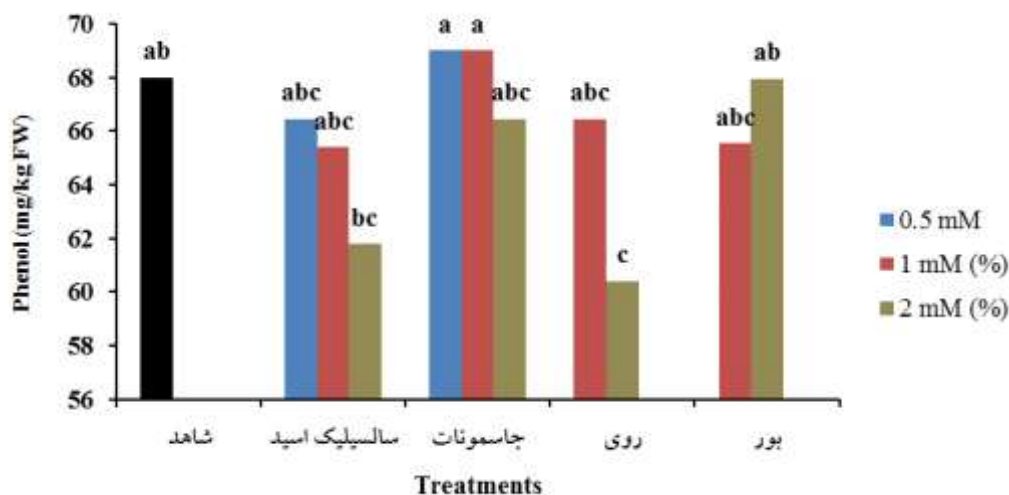 70
68
66
64
62
60
58
56
Phenol (mg/kg FW)
ab
abc
abc
bc
a
a
abc
abc
c
abc
ab
0.5 mM
1 mM (%)
2 mM (%)
شاهد
سالسیلیک اسید
جاسمونات
روی
بور
Treatments